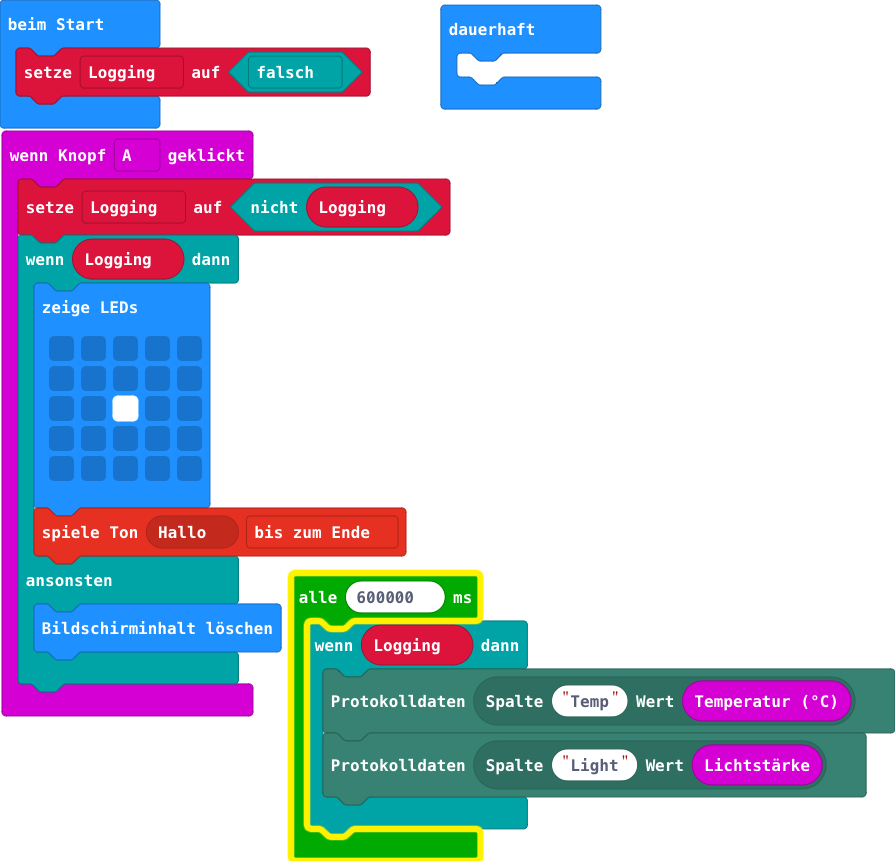 beim Start
setze Logging auf falsch
dauerhaft
wenn Knopf A geklickt
setze Logging auf nicht Logging
wenn Logging dann
zeige LEDs
spiele Ton Hallo bis zum Ende
ansonsten
Bildschirminhalt löschen
alle 600000 ms
wenn Logging dann
Protokolldaten Spalte "Temp" Wert Temperatur (°C)
Protokolldaten Spalte "Light" Wert Lichtstärke